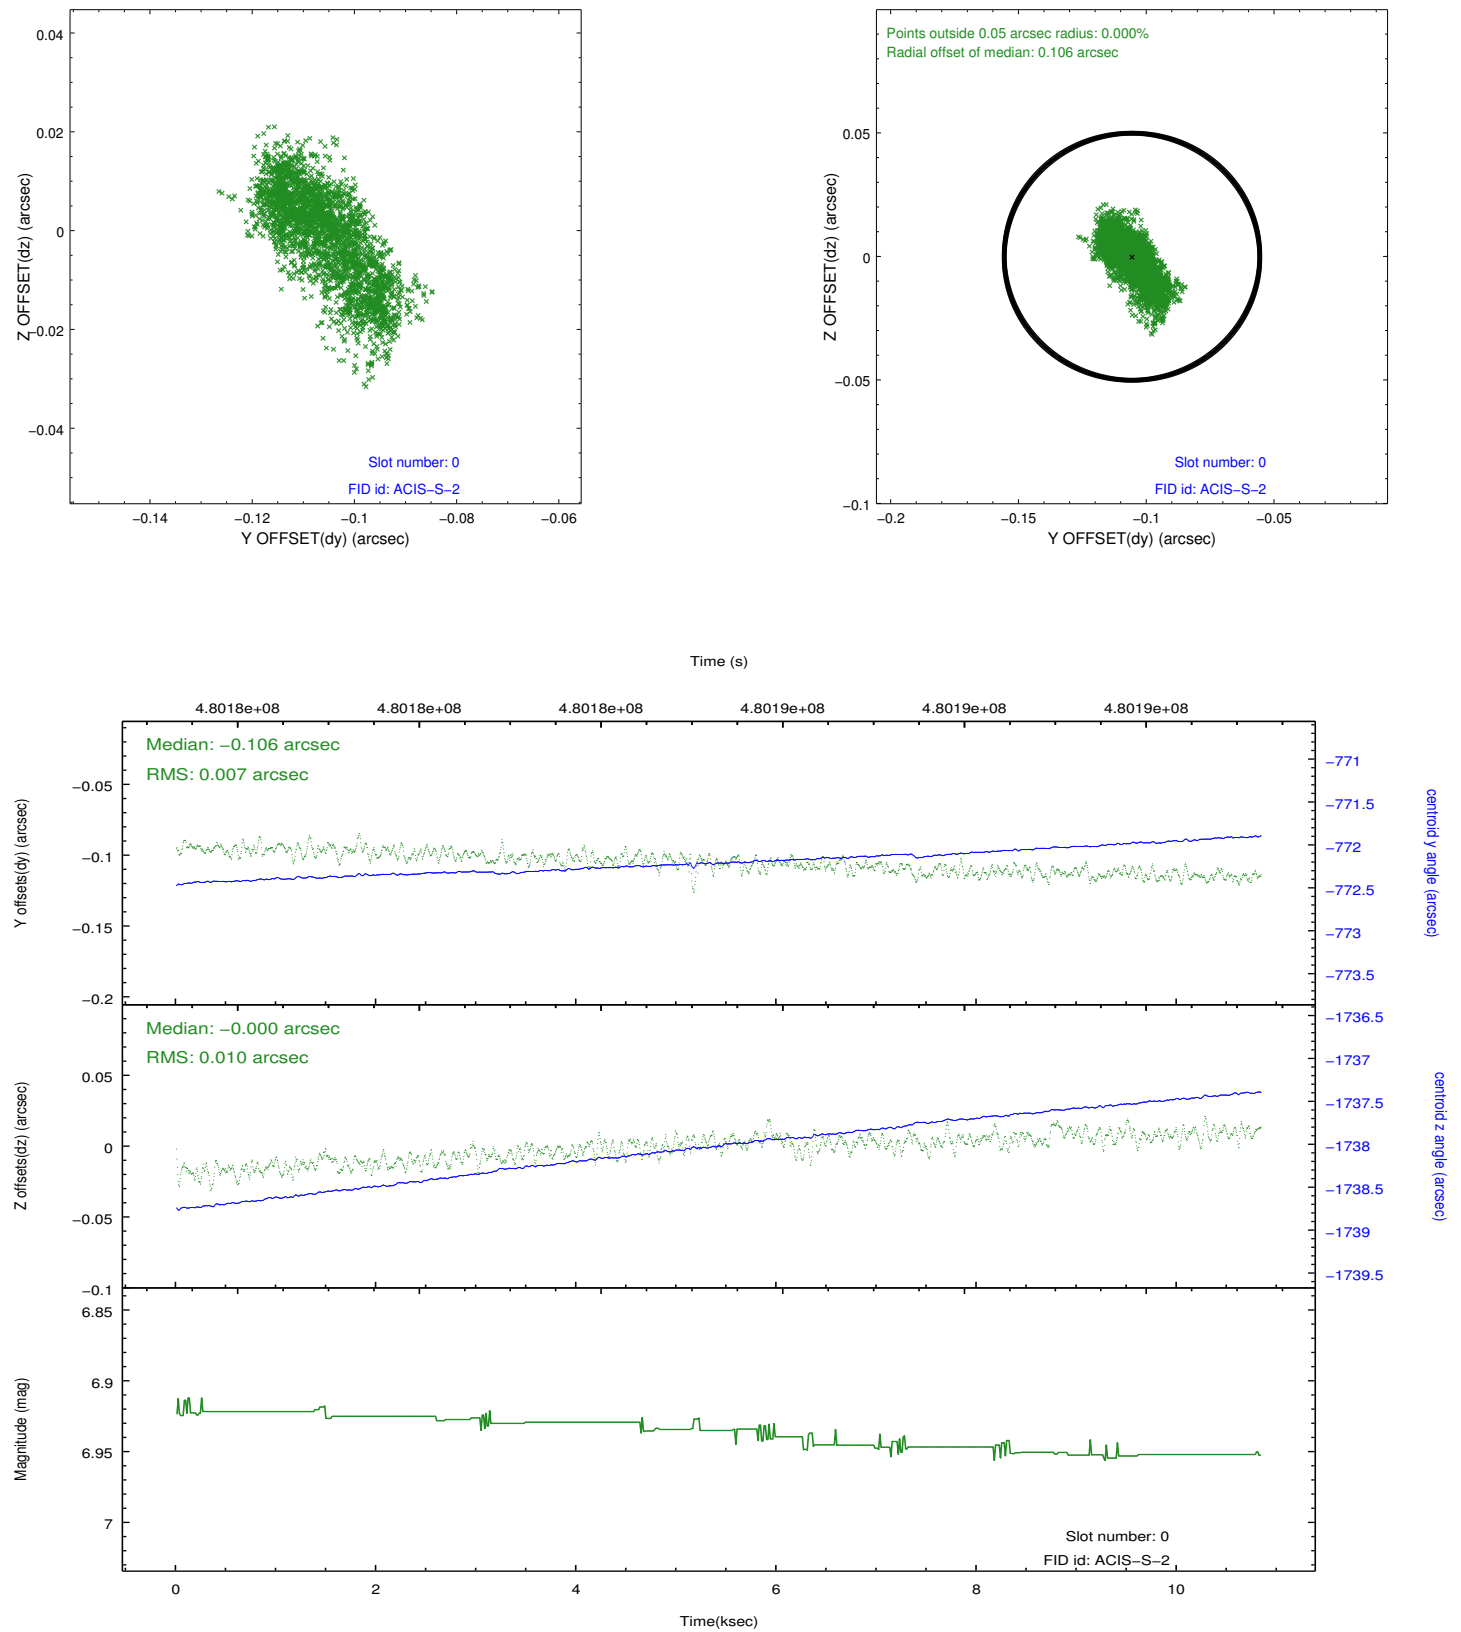 0.04
0.02
0
−0.02
−0.04
Z OFFSET(dz) (arcsec)
Slot number: 0
FID id: ACIS−S−2
−0.14
−0.12
−0.1
−0.08
−0.06
Y OFFSET(dy) (arcsec)
Points outside 0.05 arcsec radius: 0.000%
Radial offset of median: 0.106 arcsec
0.05
0
−0.05
−0.1
Z OFFSET(dz) (arcsec)
Slot number: 0
FID id: ACIS−S−2
−0.2
−0.15
−0.1
−0.05
Y OFFSET(dy) (arcsec)
Time (s)
4.8018e+08
4.8018e+08
4.8018e+08
4.8019e+08
4.8019e+08
4.8019e+08
Median: −0.106 arcsec
RMS: 0.007 arcsec
−0.05
−0.1
−0.15
−0.2
Y offsets(dy) (arcsec)
−771
−771.5
−772
−772.5
−773
−773.5
centroid y angle (arcsec)
Median: −0.000 arcsec
RMS: 0.010 arcsec
0.05
0
−0.05
−0.1
Z offsets(dz) (arcsec)
−1736.5
−1737
−1737.5
−1738
−1738.5
−1739
−1739.5
centroid z angle (arcsec)
6.85
6.9
6.95
7
Magnitude (mag)
Slot number: 0
FID id: ACIS−S−2
0
2
4
6
8
10
Time(ksec)